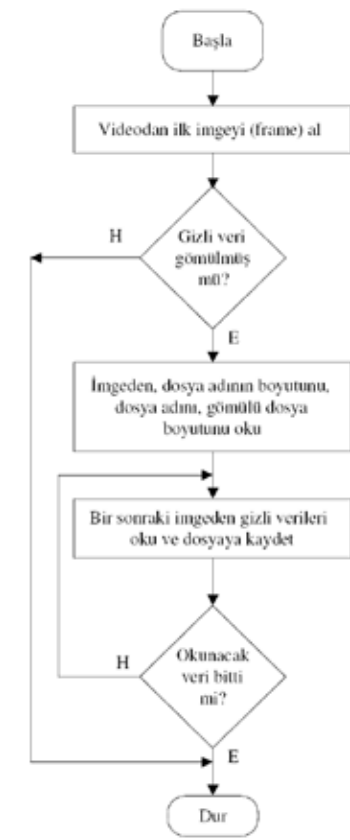 Başla
Videodan ilk imgeyi (frame) al
H
Gizli veri
gömülmüş
mü?
E
İmgeden, dosya adının boyutunu,
dosya adını, gömülü dosya
boyutunu oku
Bir sonraki imgeden gizli verileri
oku ve dosyaya kaydet
H
Okunacak
veri bitti
mi?
E
Dur